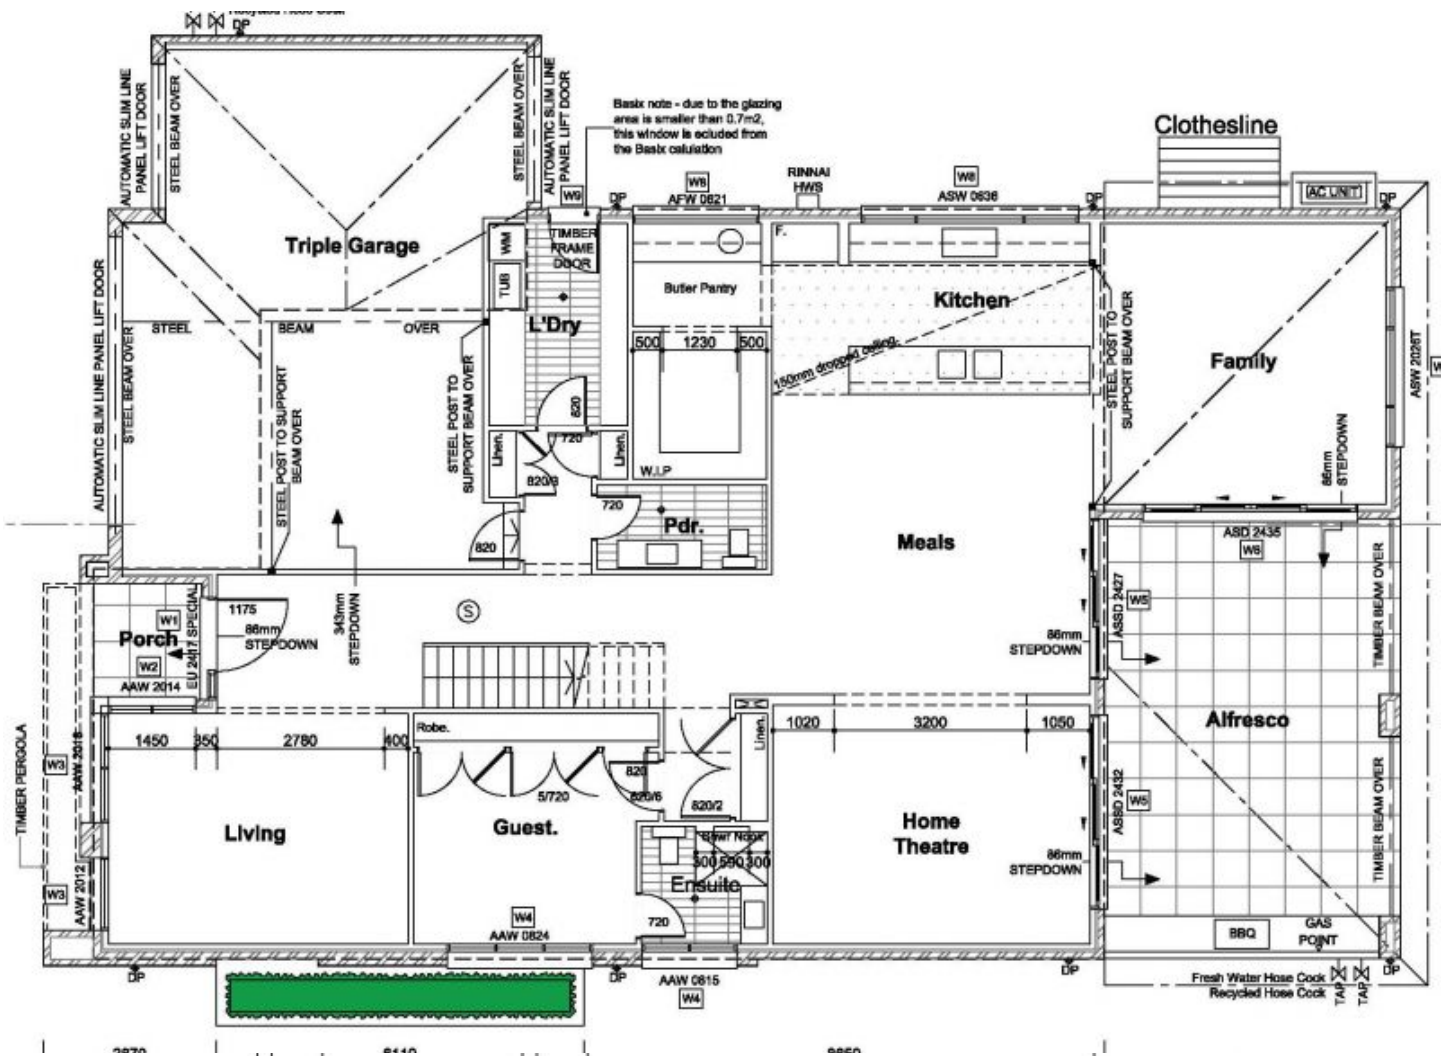 DP
AUTOMATIC SLIM LINE
PANEL LIFT DOOR
STEEL BEAM OVER
STEEL BEAM OVER
AUTOMATIC SLIM LINE
PANEL LIFT DOOR
Basix note - due to the glazing
area is smaller than 0.7m2,
this window is ecluded from
the Basix calulation
Clothesline
W9
DP
W8
AFW 0621
RINNAI
HWS
W8
ASW 0636
DP
AC UNIT
DP
Triple Garage
WM
TUB
TIMBER
FRAME
DOOR
L'Dry
F.
Butler Pantry
Kitchen
150mm dropped ceiling.
500
1230
500
STEEL
BEAM
OVER
AUTOMATIC SLIM LINE PANEL LIFT DOOR
STEEL BEAM OVER
STEEL POST TO SUPPORT
BEAM OVER
STEEL POST TO
SUPPORT BEAM OVER
STEEL POST TO
SUPPORT BEAM OVER
Family
ASW 2026T
86mm
STEPDOWN
820
720
Linen.
Linen.
820/3
W.I.P
720
Pdr.
820
Meals
ASD 2435
W6
ASSD 2427
W5
TIMBER BEAM OVER
Porch
W1
W2
AAW 2014
EU 2417 SPECIAL
1175
86mm
STEPDOWN
343mm
STEPDOWN
S
86mm
STEPDOWN
Alfresco
TIMBER PERGOLA
W3
AAW 2018
1450
350
2780
400
Robe.
Linen.
1020
3200
1050
5/720
820
820/6
820/2
Living
Guest.
Home
Theatre
ASSD 2432
W5
TIMBER BEAM OVER
86mm
STEPDOWN
W3
AAW 2012
300
590
300
Ensuite
720
W4
AAW 0824
BBQ
GAS
POINT
DP
DP
AAW 0815
W4
DP
DP
Fresh Water Hose Cock
Recycled Hose Cock
TAP
TAP